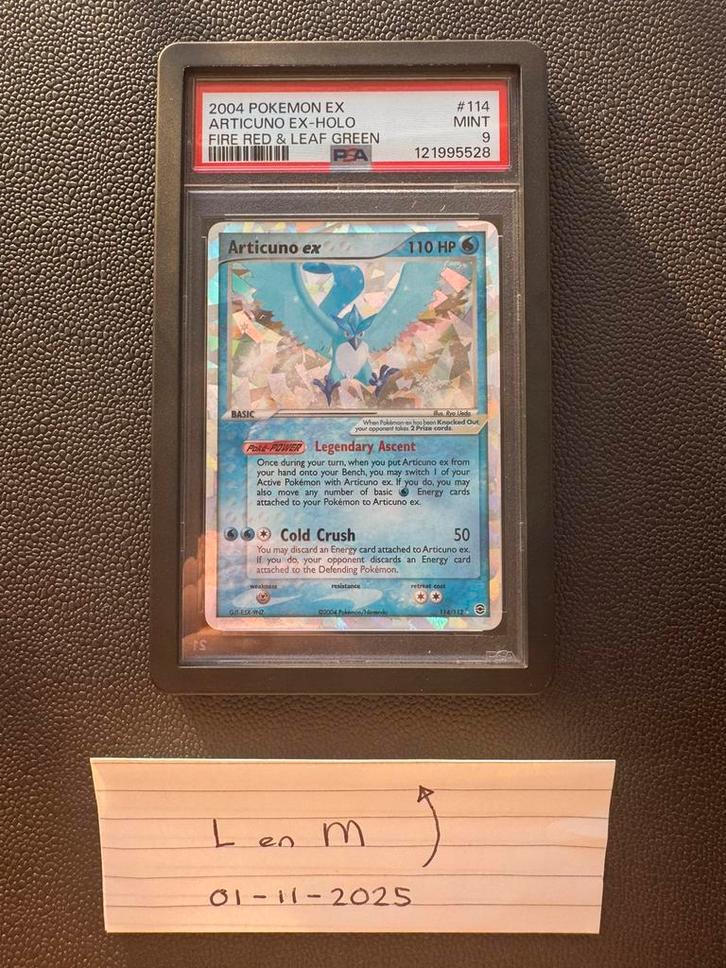 2004 POKEMON EX #114
ARTICUNO EX-HOLO MINT
FIRE RED & LEAF GREEN 9
PSA 121995528
Articuno ex 110 HP
BASIC Illus. Ryo Ueda
When Pokémon-ex has been Knocked Out,
your opponent takes 2 Prize cards.
Poké-POWER Legendary Ascent
Once during your turn, when you put Articuno ex from
your hand onto your Bench, you may switch 1 of your
Active Pokémon with Articuno ex. If you do, you may
also move any number of basic Energy cards
attached to your Pokémon to Articuno ex.
Cold Crush 50
You may discard an Energy card attached to Articuno ex.
If you do, your opponent discards an Energy card
attached to the Defending Pokémon.
weakness resistance retreat cost
©2004 Pokémon/Nintendo 114/112
PSA
L en M
01-11-2025